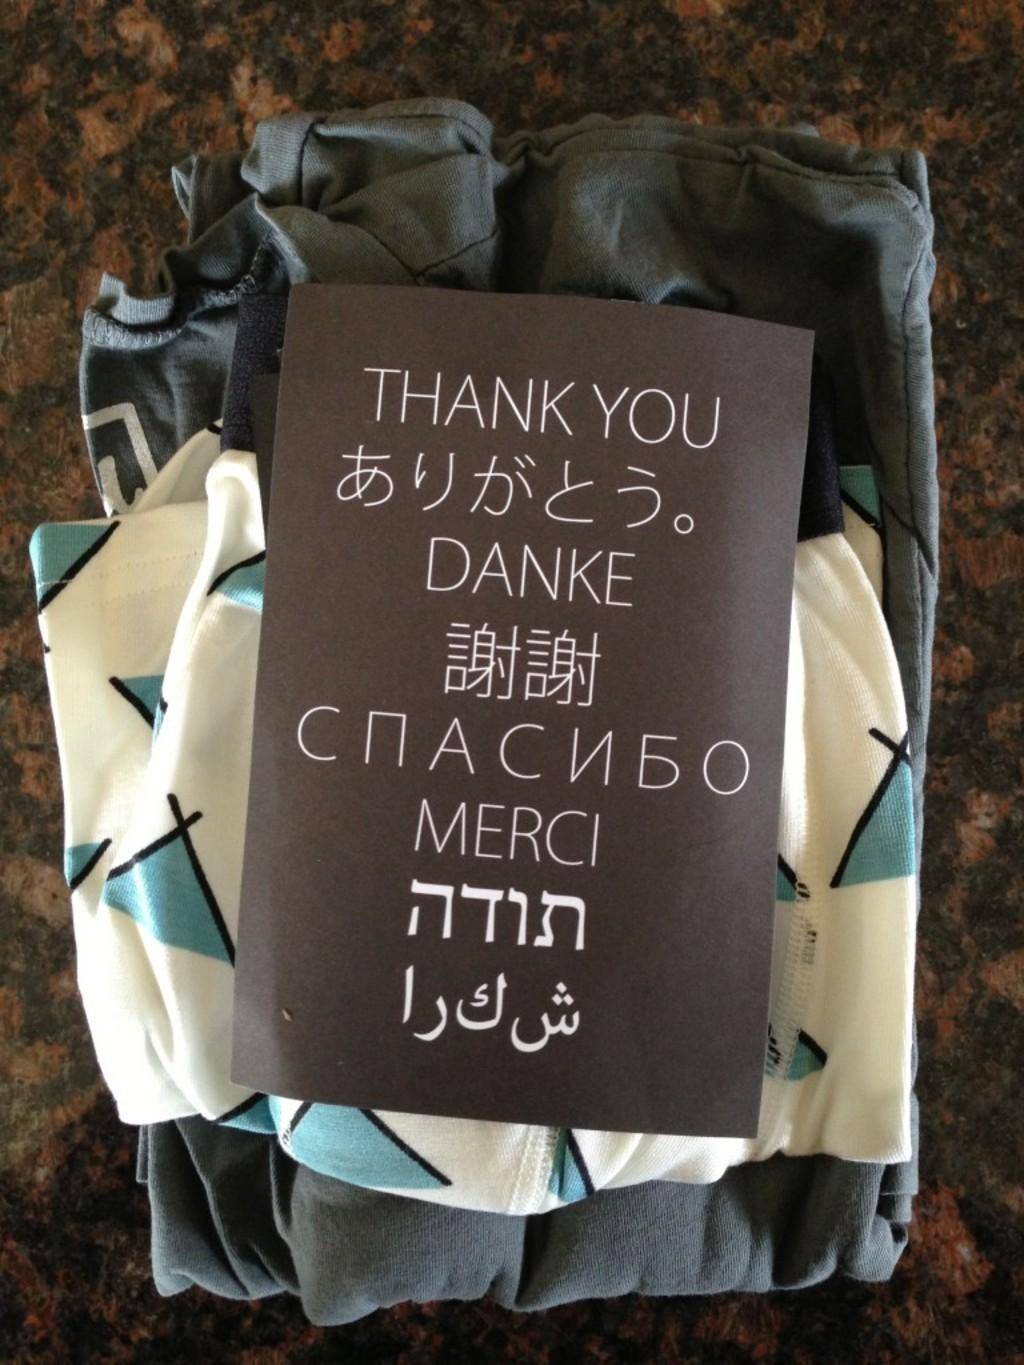 THANK YOU
ありがとう。
DANKE
謝謝
СПАСИБО
MERCI
תודה
شكرا